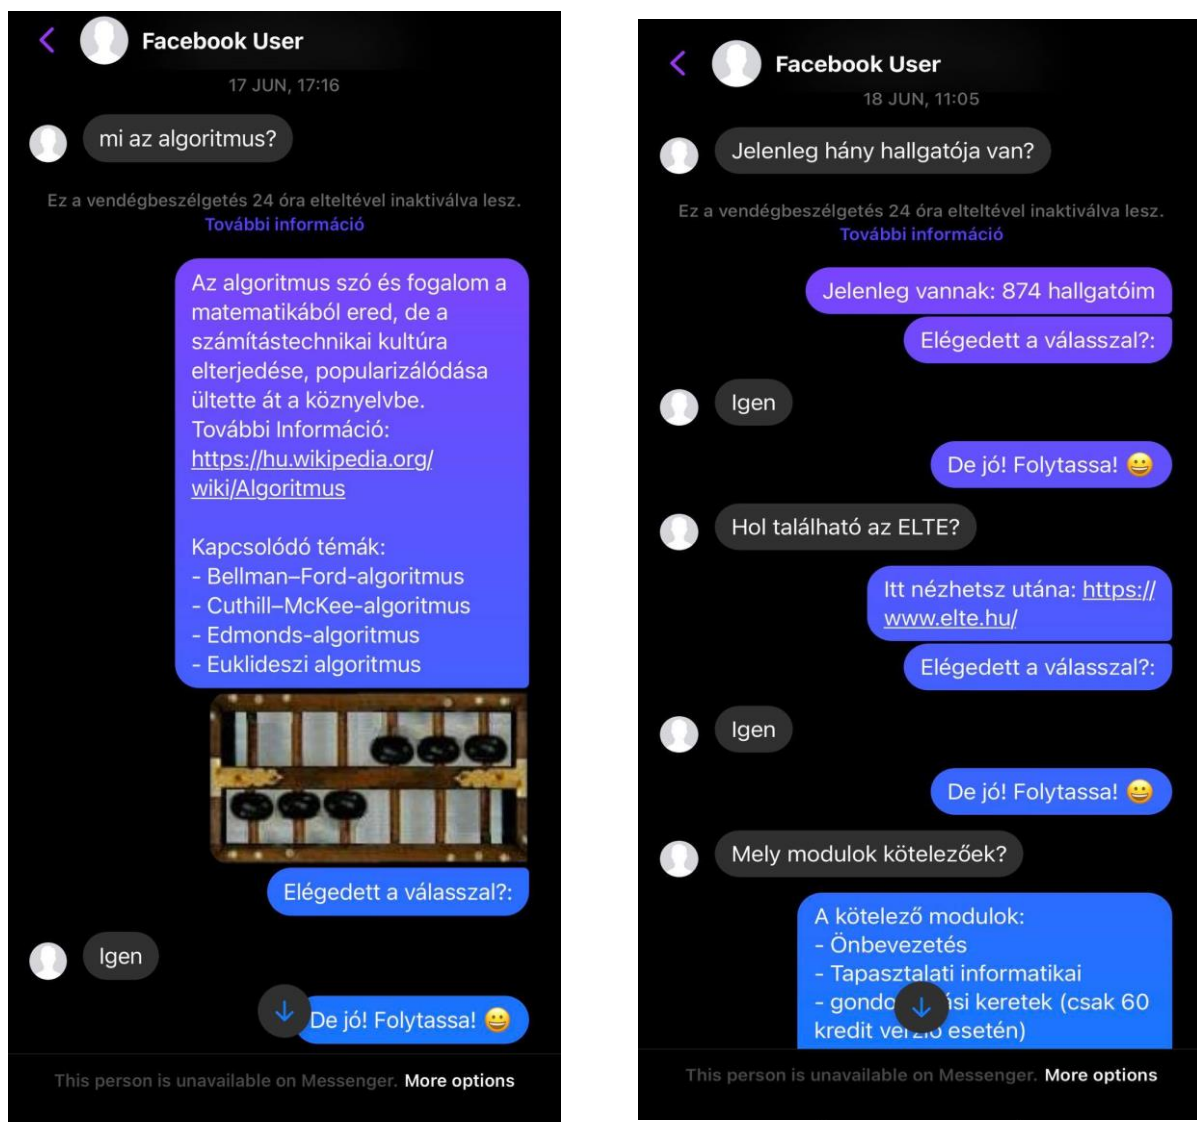 Facebook User
17 JUN, 17:16
mi az algoritmus?
Ez a vendégbeszélgetés 24 óra elteltével inaktiválva lesz.
További információ
Az algoritmus szó és fogalom a
matematikából ered, de a
számítástechnikai kultúra
elterjedése, popularizálódása
ültette át a köznyelvbe.
További Információ:
https://hu.wikipedia.org/
wiki/Algoritmus
Kapcsolódó témák:
- Bellman–Ford-algoritmus
- Cuthill–McKee-algoritmus
- Edmonds-algoritmus
- Euklideszi algoritmus
Elégedett a válasszal?:
Igen
De jó! Folytassa! 😀
This person is unavailable on Messenger. More options
Facebook User
18 JUN, 11:05
Jelenleg hány hallgatója van?
Ez a vendégbeszélgetés 24 óra elteltével inaktiválva lesz.
További információ
Jelenleg vannak: 874 hallgatóim
Elégedett a válasszal?:
Igen
De jó! Folytassa! 😀
Hol található az ELTE?
Itt nézhetsz utána: https://
www.elte.hu/
Elégedett a válasszal?:
Igen
De jó! Folytassa! 😀
Mely modulok kötelezőek?
A kötelező modulok:
- Önbevezetés
- Tapasztalati informatikai
- keretek (csak 60
kredit verzió esetén)
This person is unavailable on Messenger. More options